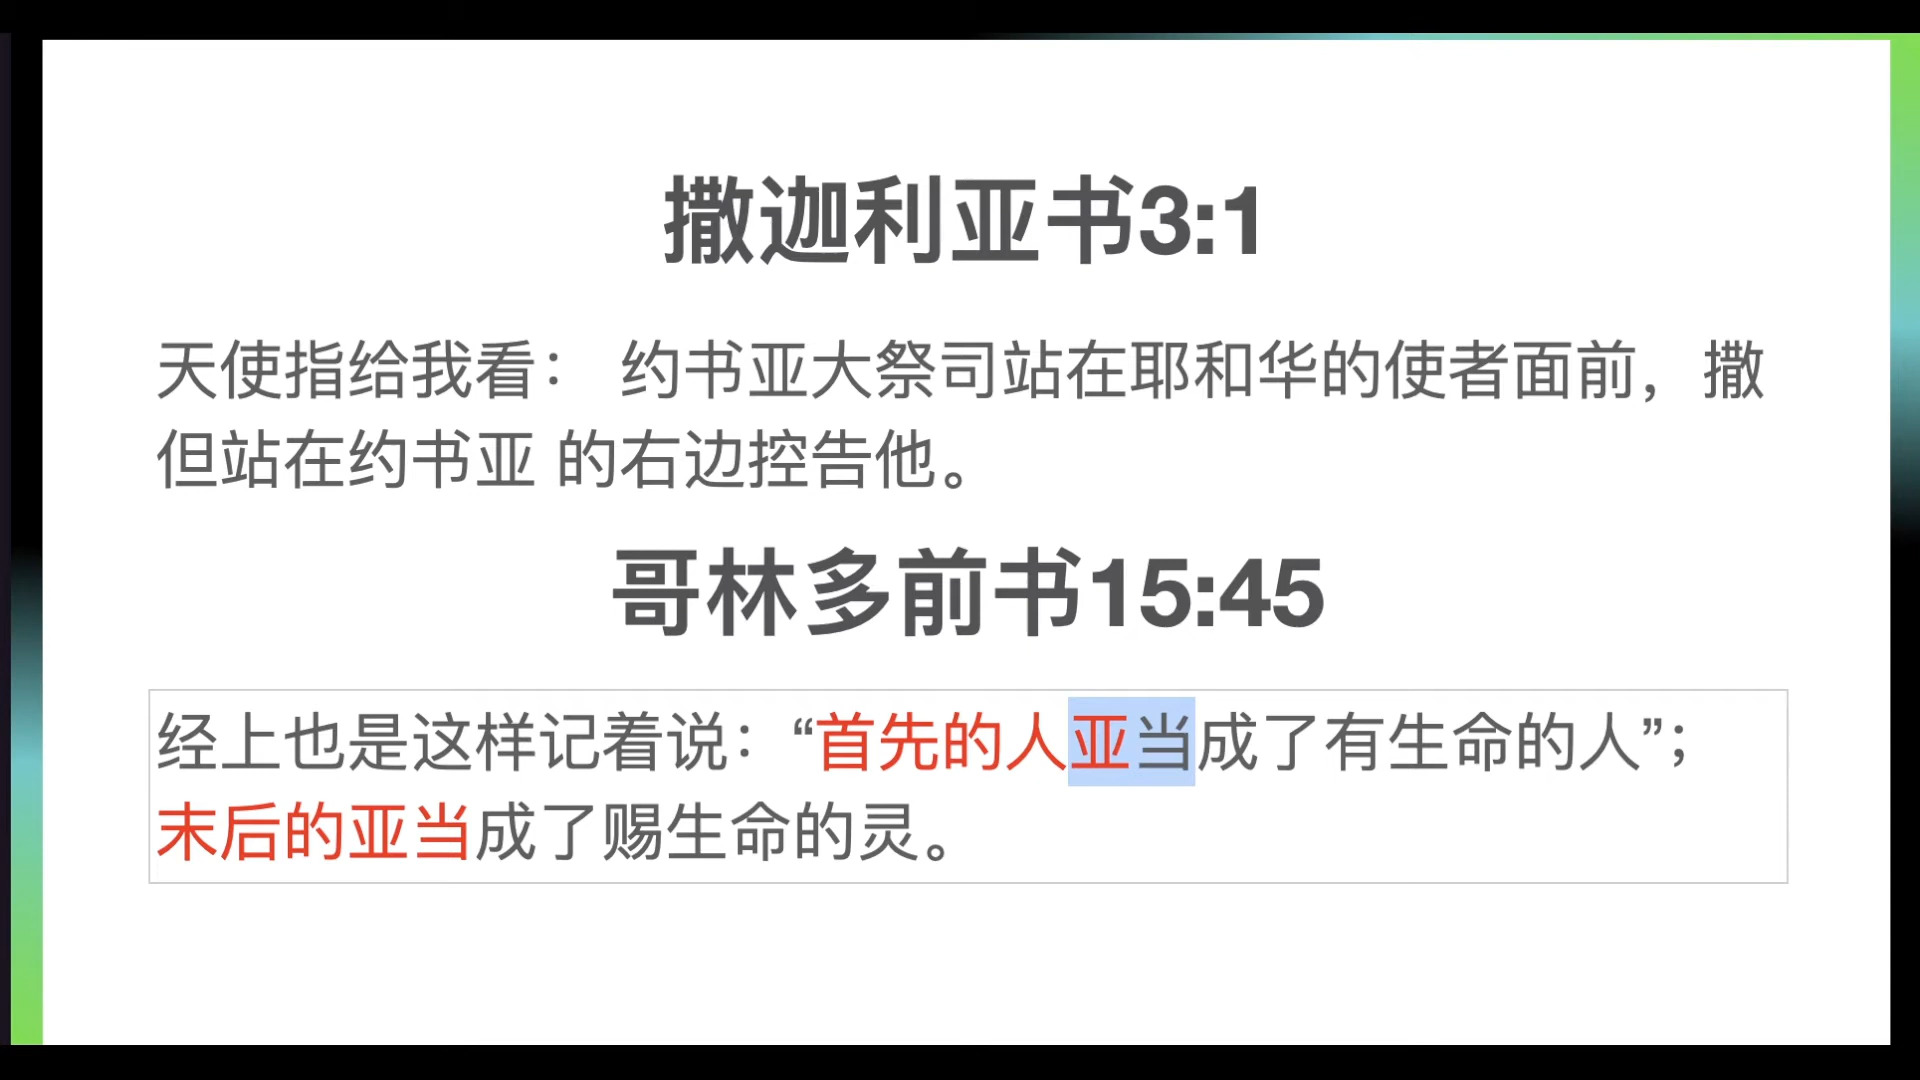 撒迦利亚书3:1
天使指给我看： 约书亚大祭司站在耶和华的使者面前，撒
但站在约书亚 的右边控告他。
哥林多前书15:45
经上也是这样记着说：“首先的人亚当成了有生命的人”；
末后的亚当成了赐生命的灵。